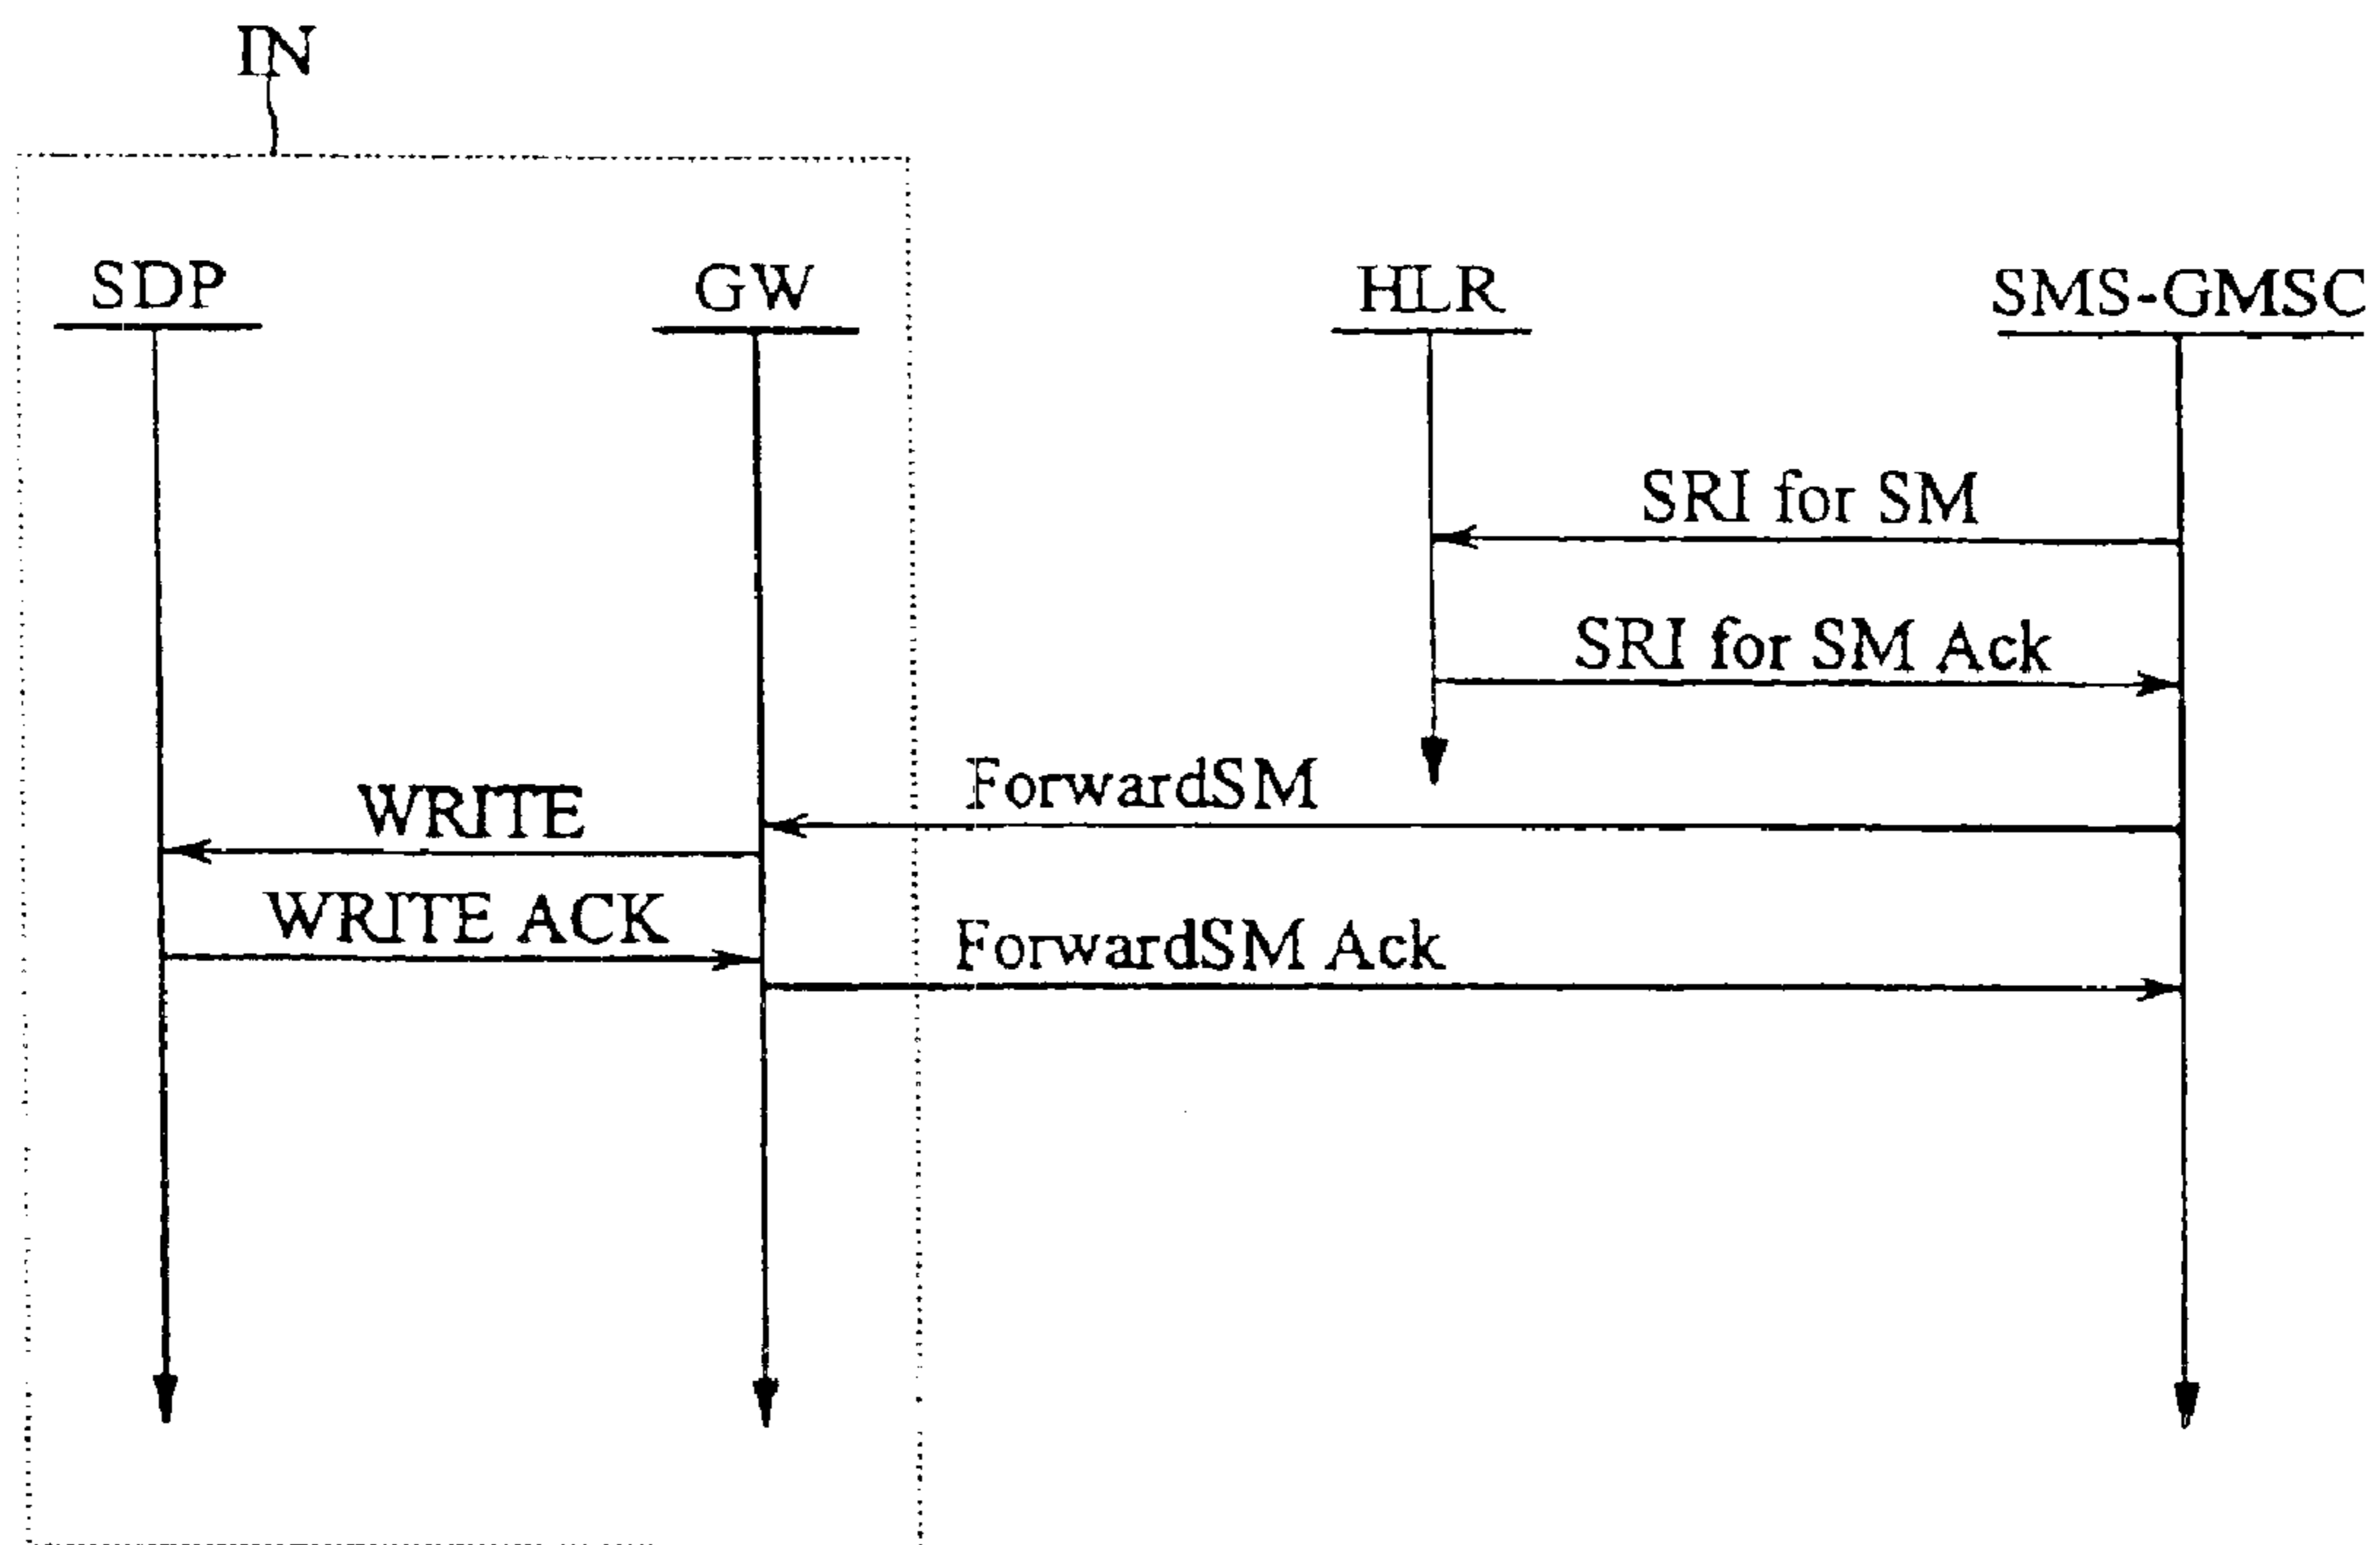 IN
SDP
GW
HLR
SMS-GMSC
SRI for SM
SRI for SM Ack
ForwardSM
WRITE
WRITE ACK
ForwardSM Ack